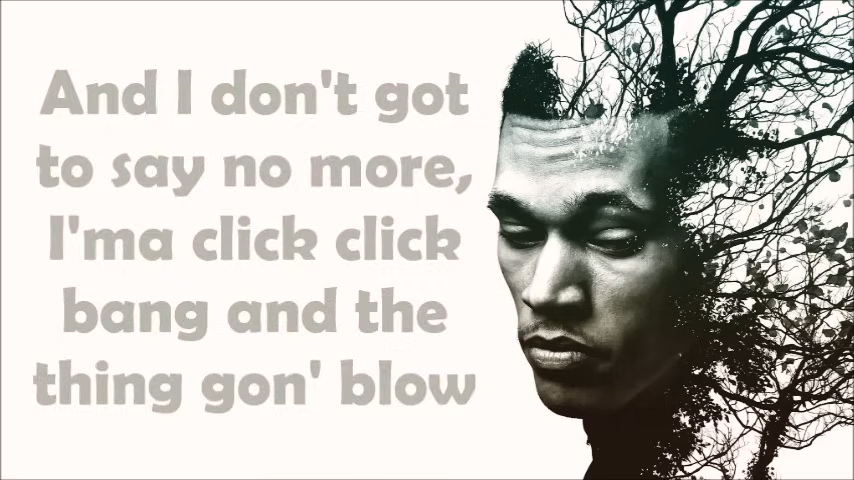 And I don't got
to say no more,
I'ma click click
bang and the
thing gon' blow